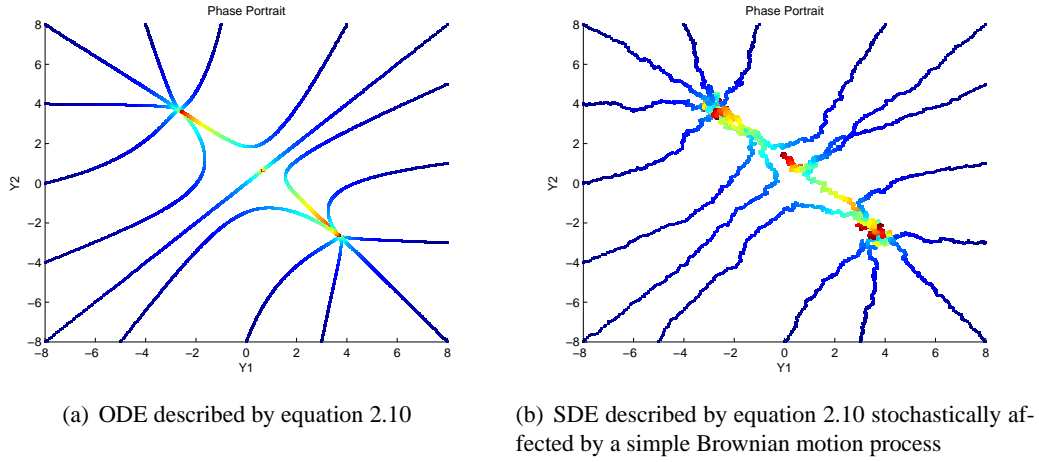 Phase Portrait
8
6
4
2
0
−2
−4
−6
−8
−8 −6 −4 −2 0 2 4 6 8
Y2
Y1
(a) ODE described by equation 2.10
Phase Portrait
8
6
4
2
0
−2
−4
−6
−8
−8 −6 −4 −2 0 2 4 6 8
Y2
Y1
(b) SDE described by equation 2.10 stochastically af-
fected by a simple Brownian motion process